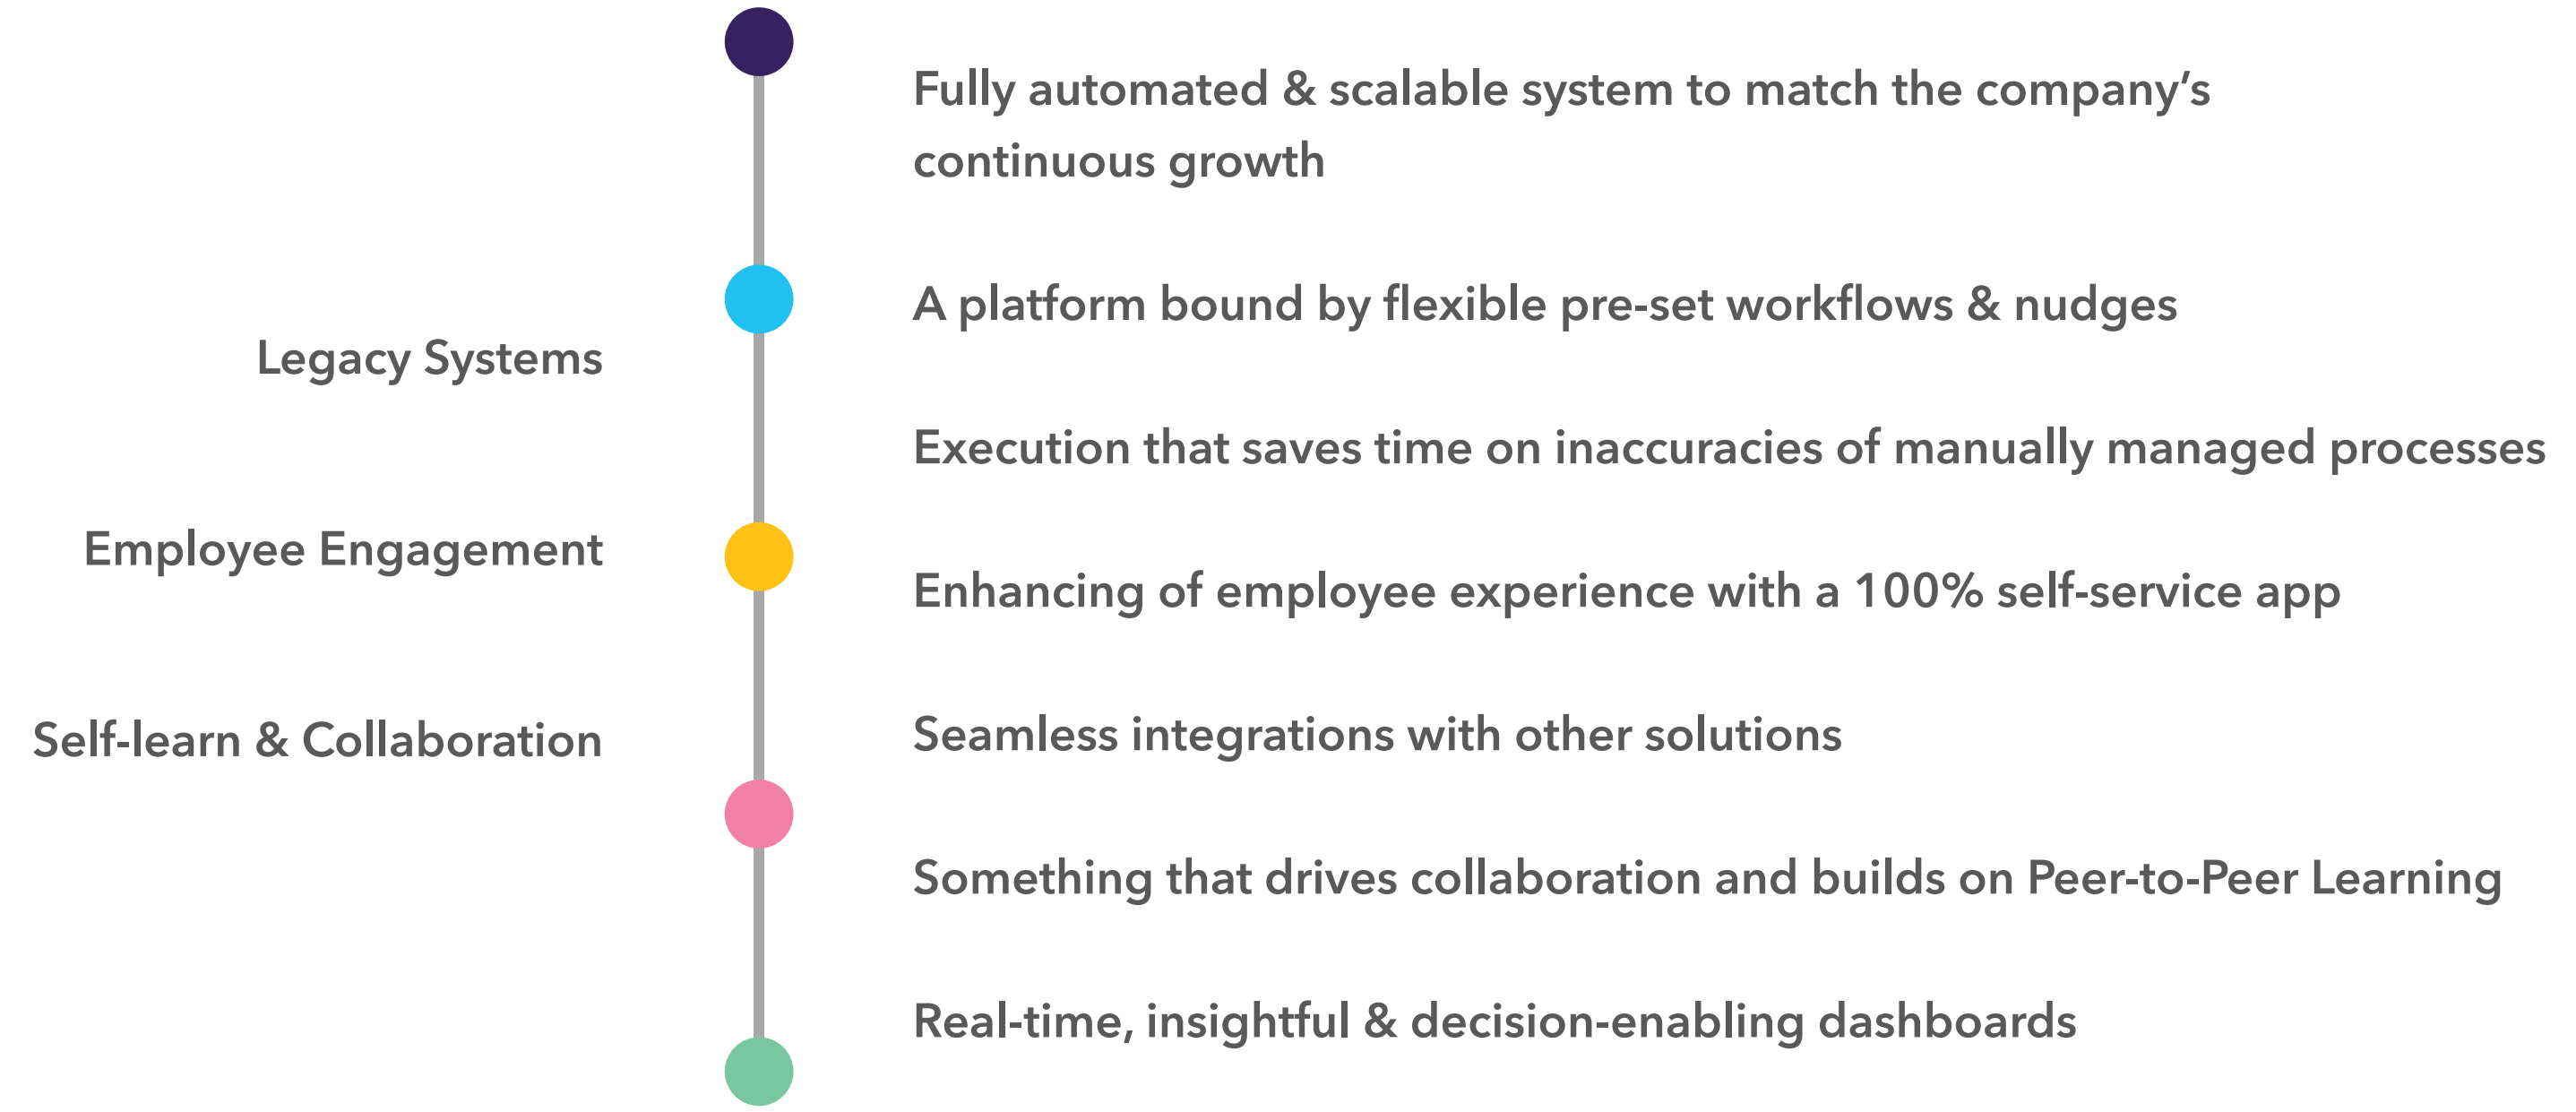 Legacy Systems
Employee Engagement
Self-learn & Collaboration
Fully automated & scalable system to match the company’s
continuous growth
A platform bound by flexible pre-set workflows & nudges
Execution that saves time on inaccuracies of manually managed processes
Enhancing of employee experience with a 100% self-service app
Seamless integrations with other solutions
Something that drives collaboration and builds on Peer-to-Peer Learning
Real-time, insightful & decision-enabling dashboards